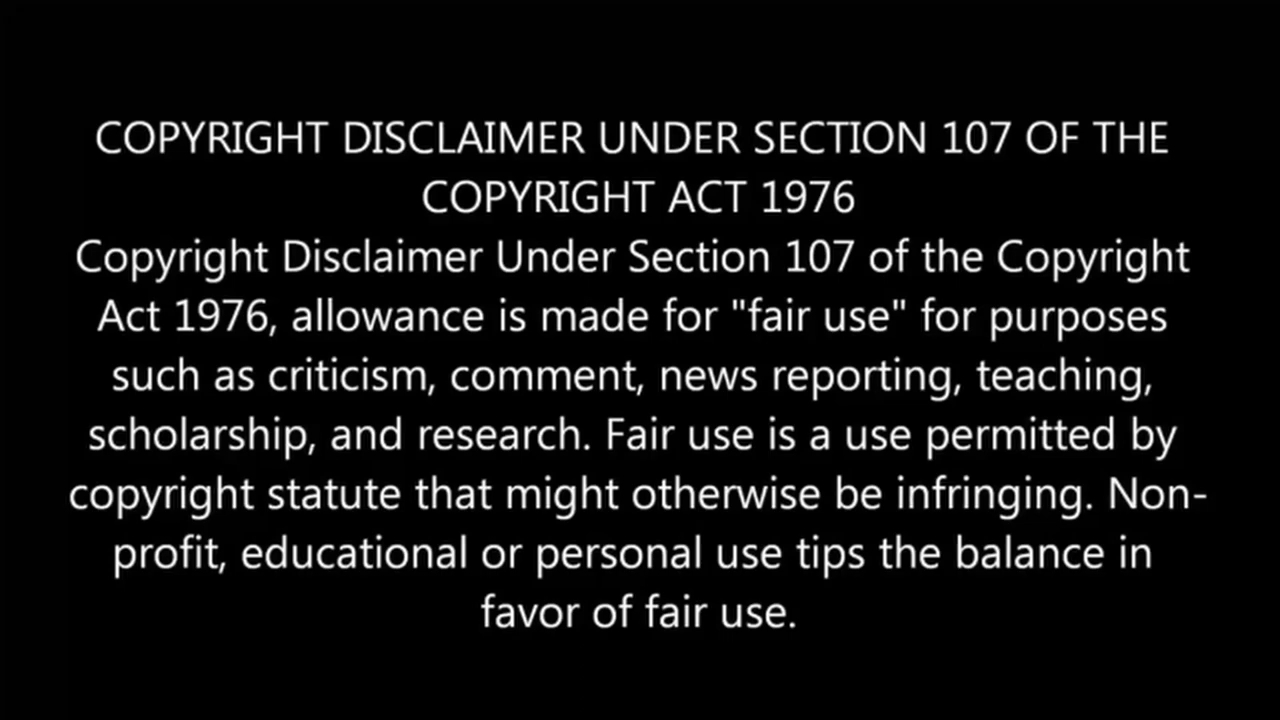 COPYRIGHT DISCLAIMER UNDER SECTION 107 OF THE
COPYRIGHT ACT 1976
Copyright Disclaimer Under Section 107 of the Copyright
Act 1976, allowance is made for "fair use" for purposes
such as criticism, comment, news reporting, teaching,
scholarship, and research. Fair use is a use permitted by
copyright statute that might otherwise be infringing. Non-
profit, educational or personal use tips the balance in
favor of fair use.